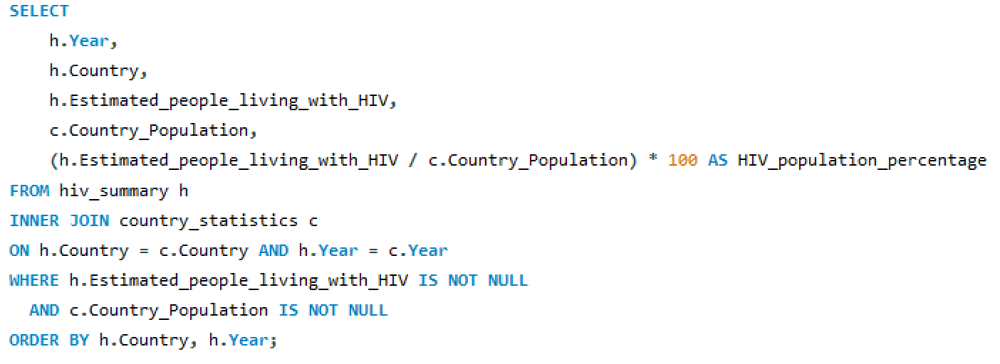 SELECT
    h.Year,
    h.Country,
    h.Estimated_people_living_with_HIV,
    c.Country_Population,
    (h.Estimated_people_living_with_HIV / c.Country_Population) * 100 AS HIV_population_percentage
FROM hiv_summary h
INNER JOIN country_statistics c
ON h.Country = c.Country AND h.Year = c.Year
WHERE h.Estimated_people_living_with_HIV IS NOT NULL
  AND c.Country_Population IS NOT NULL
ORDER BY h.Country, h.Year;